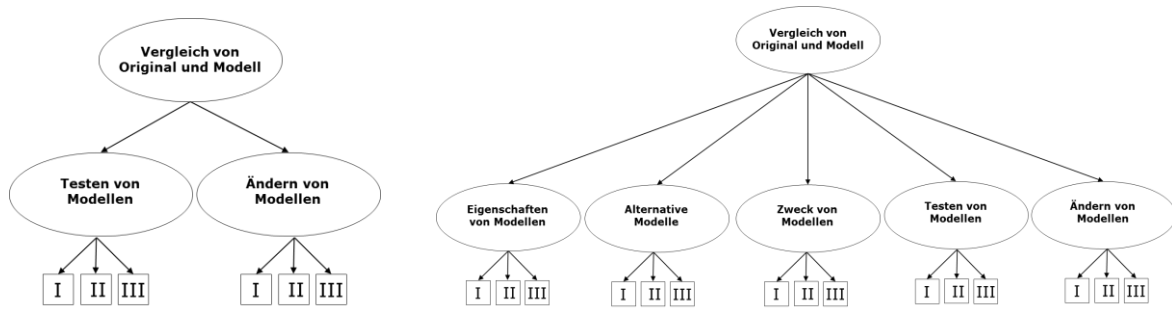 Vergleich von
Original und Modell
Testen von
Modellen
Ändern von
Modellen
I II III
I II III
Vergleich von
Original und Modell
Eigenschaften
von Modellen
Alternative
Modelle
Zweck von
Modellen
Testen von
Modellen
Ändern von
Modellen
I II III
I II III
I II III
I II III
I II III